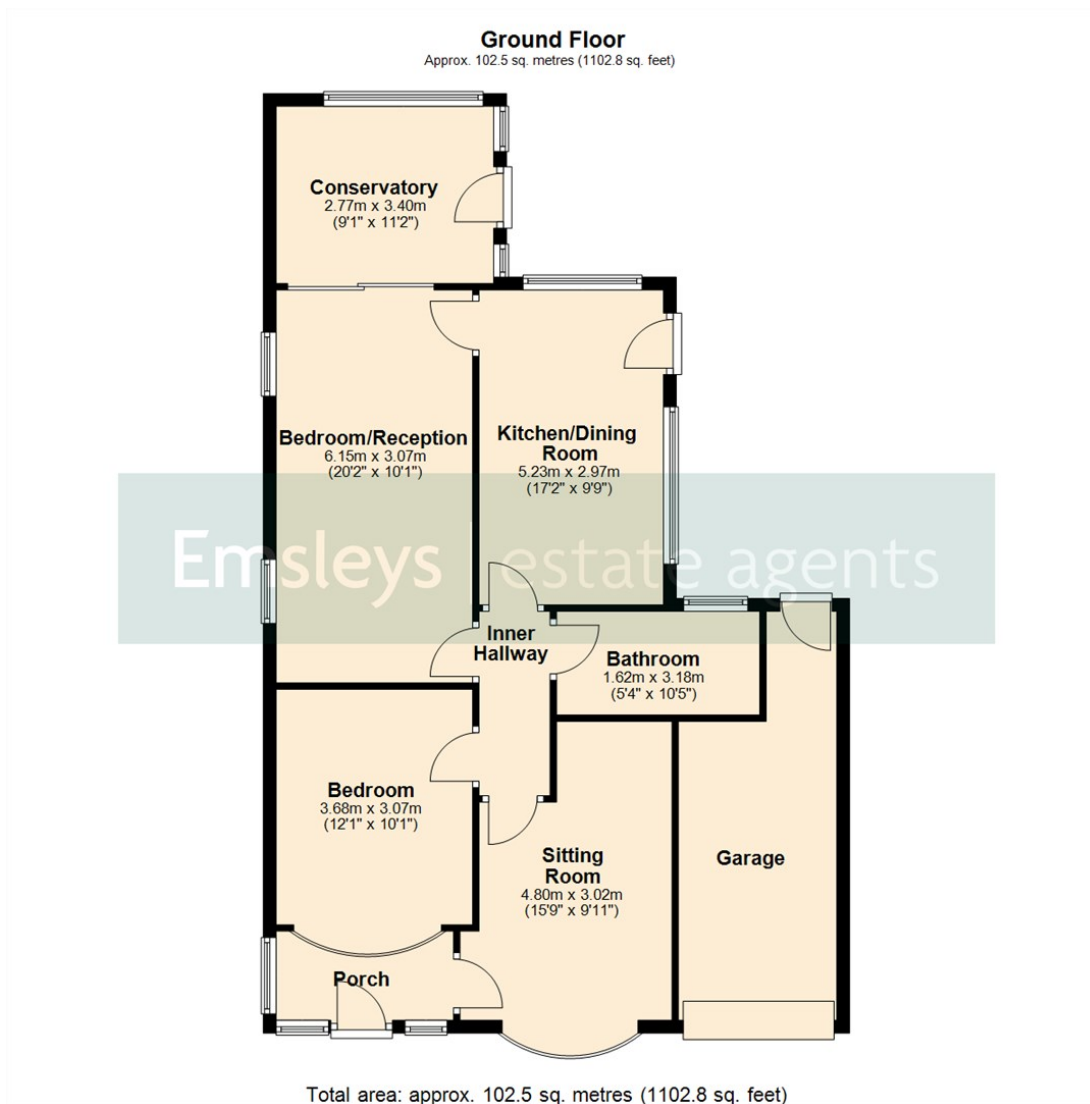 Ground Floor
Approx. 102.5 sq. metres (1102.8 sq. feet)
Conservatory
2.77m x 3.40m
(9'1" x 11'2")
Bedroom/Reception
6.15m x 3.07m
(20'2" x 10'1")
Kitchen/Dining
Room
5.23m x 2.97m
(17'2" x 9'9")
Emsleys estate agents
Inner
Hallway
Bathroom
1.62m x 3.18m
(5'4" x 10'5")
Bedroom
3.68m x 3.07m
(12'1" x 10'1")
Sitting
Room
4.80m x 3.02m
(15'9" x 9'11")
Garage
Porch
Total area: approx. 102.5 sq. metres (1102.8 sq. feet)